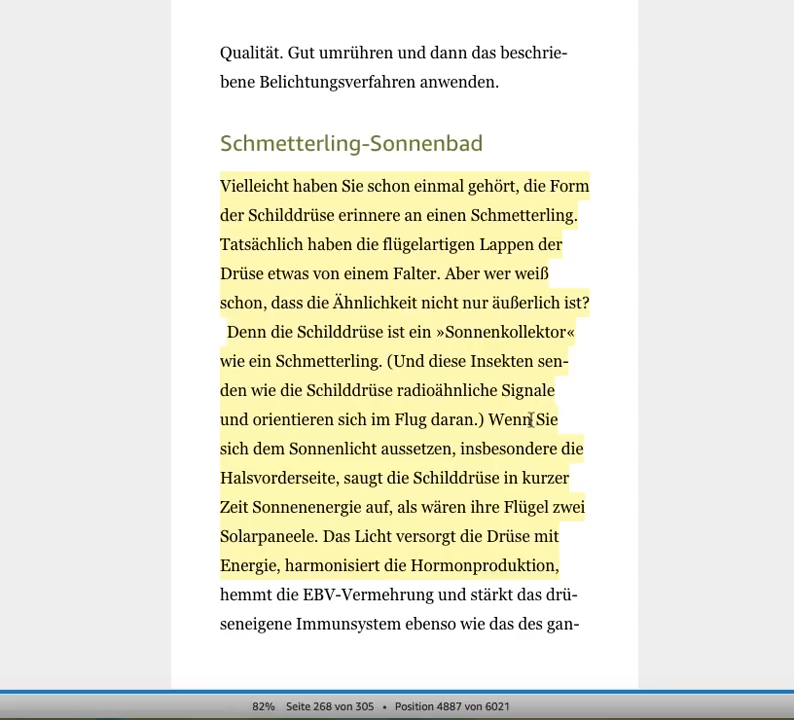 Qualität. Gut umrühren und dann das beschrie-
bene Belichtungsverfahren anwenden.
Schmetterling-Sonnenbad
Vielleicht haben Sie schon einmal gehört, die Form
der Schilddrüse erinnere an einen Schmetterling.
Tatsächlich haben die flügelartigen Lappen der
Drüse etwas von einem Falter. Aber wer weiß
schon, dass die Ähnlichkeit nicht nur äußerlich ist?
Denn die Schilddrüse ist ein »Sonnenkollektor«
wie ein Schmetterling. (Und diese Insekten sen-
den wie die Schilddrüse radioähnliche Signale
und orientieren sich im Flug daran.) Wenn Sie
sich dem Sonnenlicht aussetzen, insbesondere die
Halsvorderseite, saugt die Schilddrüse in kurzer
Zeit Sonnenenergie auf, als wären ihre Flügel zwei
Solarpaneele. Das Licht versorgt die Drüse mit
Energie, harmonisiert die Hormonproduktion,
hemmt die EBV-Vermehrung und stärkt das drü-
seneigene Immunsystem ebenso wie das des gan-
82% Seite 268 von 305 • Position 4887 von 6021